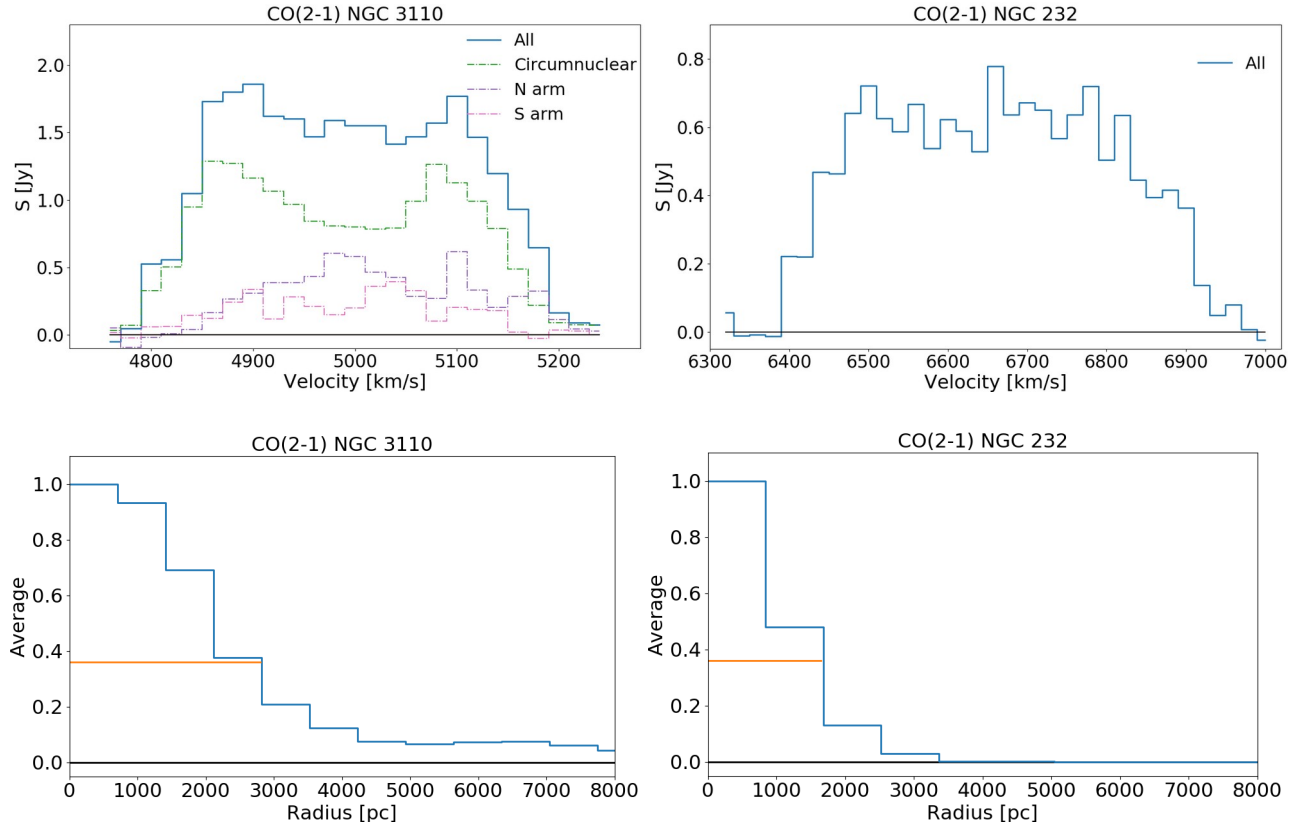 CO(2-1) NGC 3110
All
Circumnuclear
N arm
S arm
2.0
1.5
1.0
0.5
0.0
S [Jy]
4800 4900 5000 5100 5200
Velocity [km/s]
CO(2-1) NGC 232
All
0.8
0.6
0.4
0.2
0.0
S [Jy]
6300 6400 6500 6600 6700 6800 6900 7000
Velocity [km/s]
CO(2-1) NGC 3110
1.0
0.8
0.6
0.4
0.2
0.0
Average
0 1000 2000 3000 4000 5000 6000 7000 8000
Radius [pc]
CO(2-1) NGC 232
1.0
0.8
0.6
0.4
0.2
0.0
Average
0 1000 2000 3000 4000 5000 6000 7000 8000
Radius [pc]